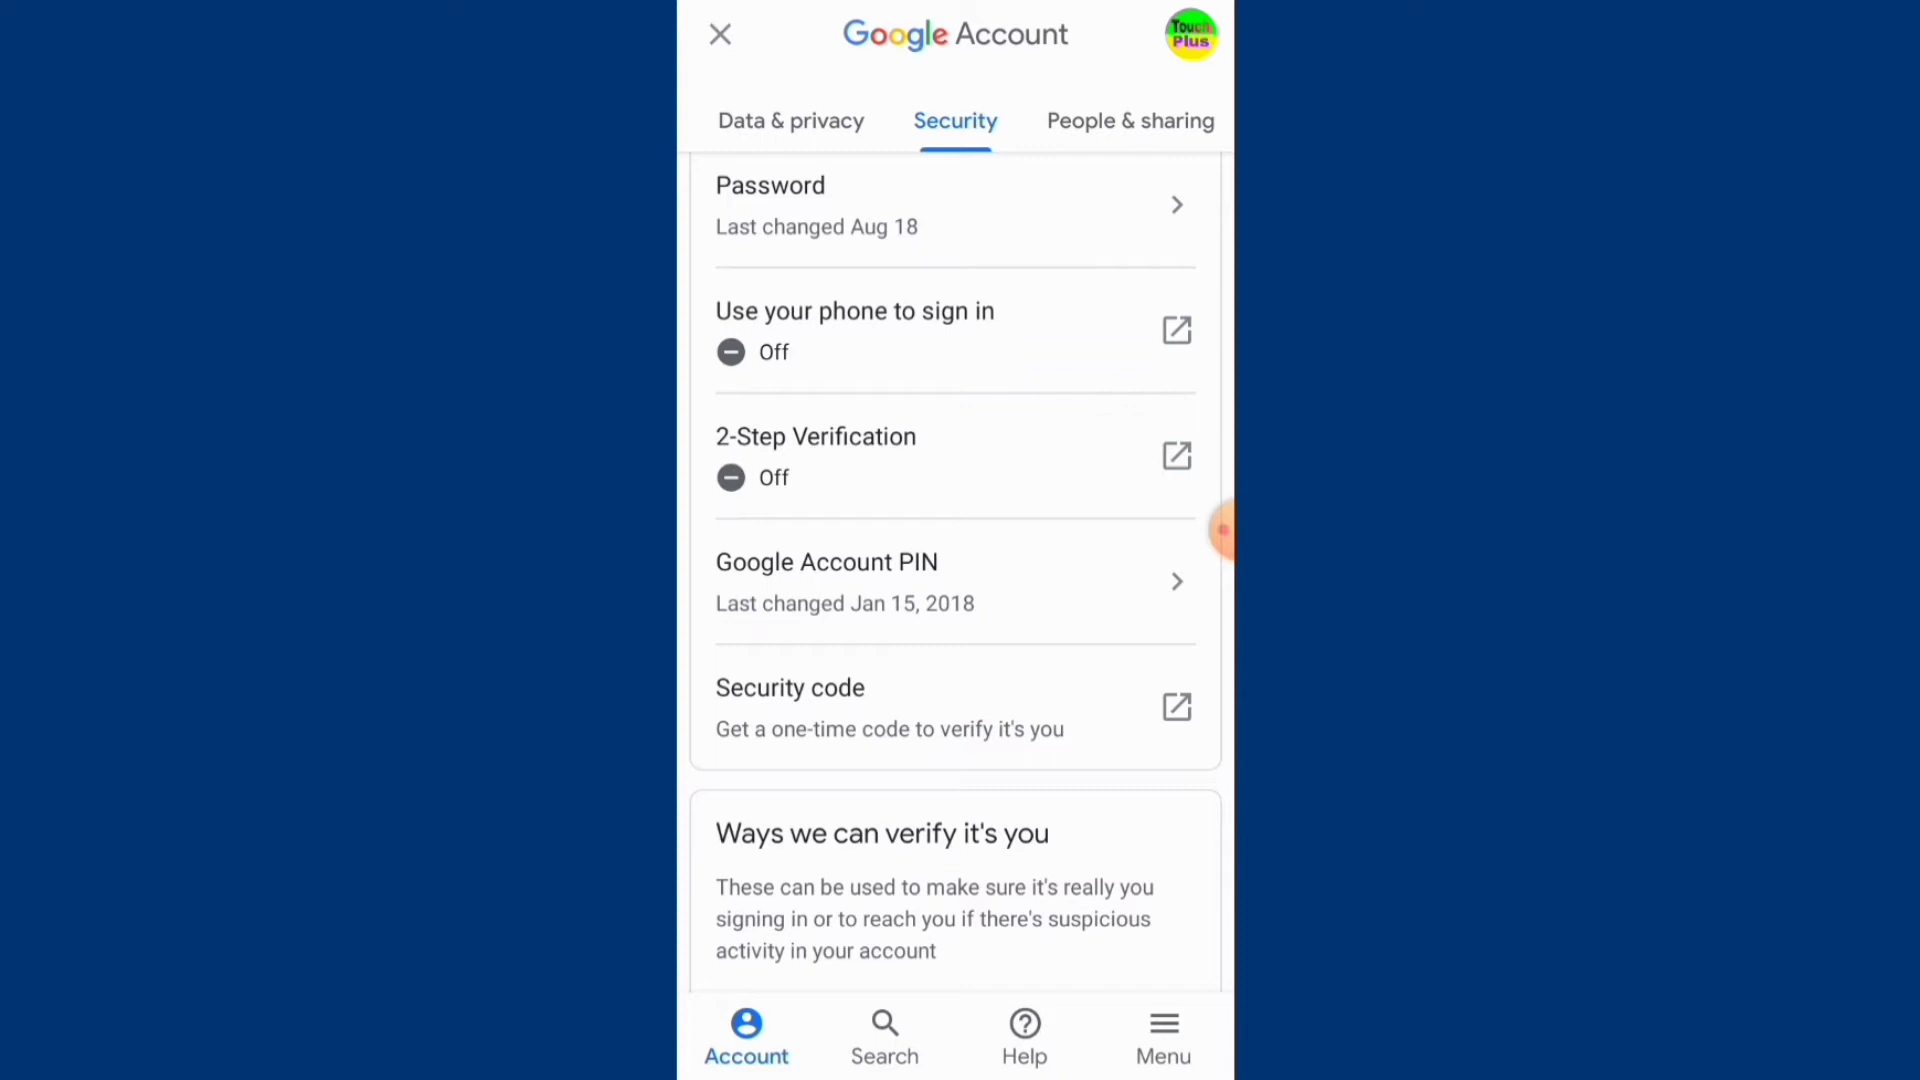 Google Account
Touch
Plus
Data & privacy Security People & sharing
Password
Last changed Aug 18
Use your phone to sign in
Off
2-Step Verification
Off
Google Account PIN
Last changed Jan 15, 2018
Security code
Get a one-time code to verify it's you
Ways we can verify it's you
These can be used to make sure it's really you
signing in or to reach you if there's suspicious
activity in your account
Account Search Help Menu